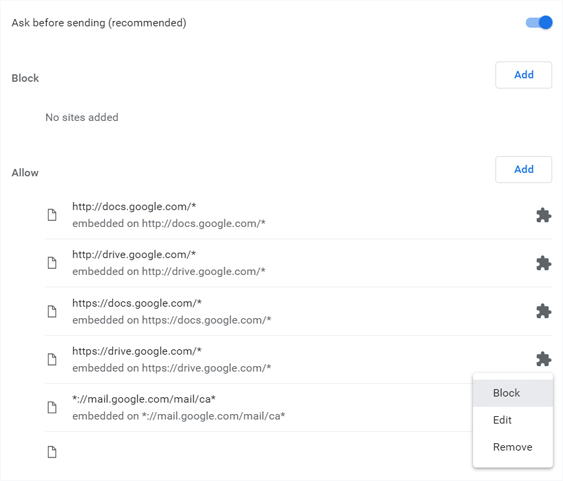 Ask before sending (recommended)
Block
Add
No sites added
Allow
Add
http://docs.google.com/*
embedded on http://docs.google.com/*
http://drive.google.com/*
embedded on http://drive.google.com/*
https://docs.google.com/*
embedded on https://docs.google.com/*
https://drive.google.com/*
embedded on https://drive.google.com/*
*://mail.google.com/mail/ca*
embedded on *://mail.google.com/mail/ca*
Block
Edit
Remove